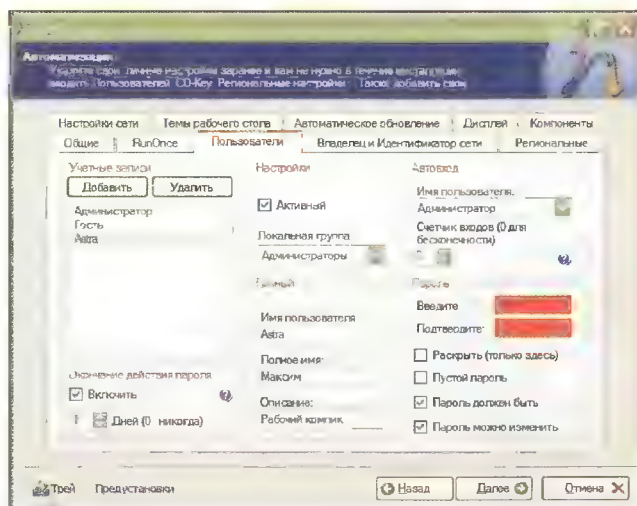 Автоматизация
Укажите свои личные настройки заранее и вам не нужно в течение инсталляции
вводить Пользователей, CD-Key, Региональные настройки. Также добавить свои
Настройки сети Темы рабочего стола Автоматическое обновление Дисплей Компоненты
Общие RunOnce Пользователи Владелец и Идентификатор сети Региональные
Учетные записи Настройки Автовход
Добавить Удалить
Имя пользователя:
Администратор
Гость
Astra
Активный
Администратор
Локальная группа
Счетчик входов (0 для
бесконечности)
Администраторы
Данный Пароль
Введите
Имя пользователя
Astra
Подтвердите:
Полное имя:
Максим
Раскрыть (только здесь)
Пустой пароль
Окончание действия пароля
Включить
Описание:
Рабочий компик
Пароль должен быть
Дней (0 никогда)
Пароль можно изменить
Трей Предустановки Назад Далее Отмена